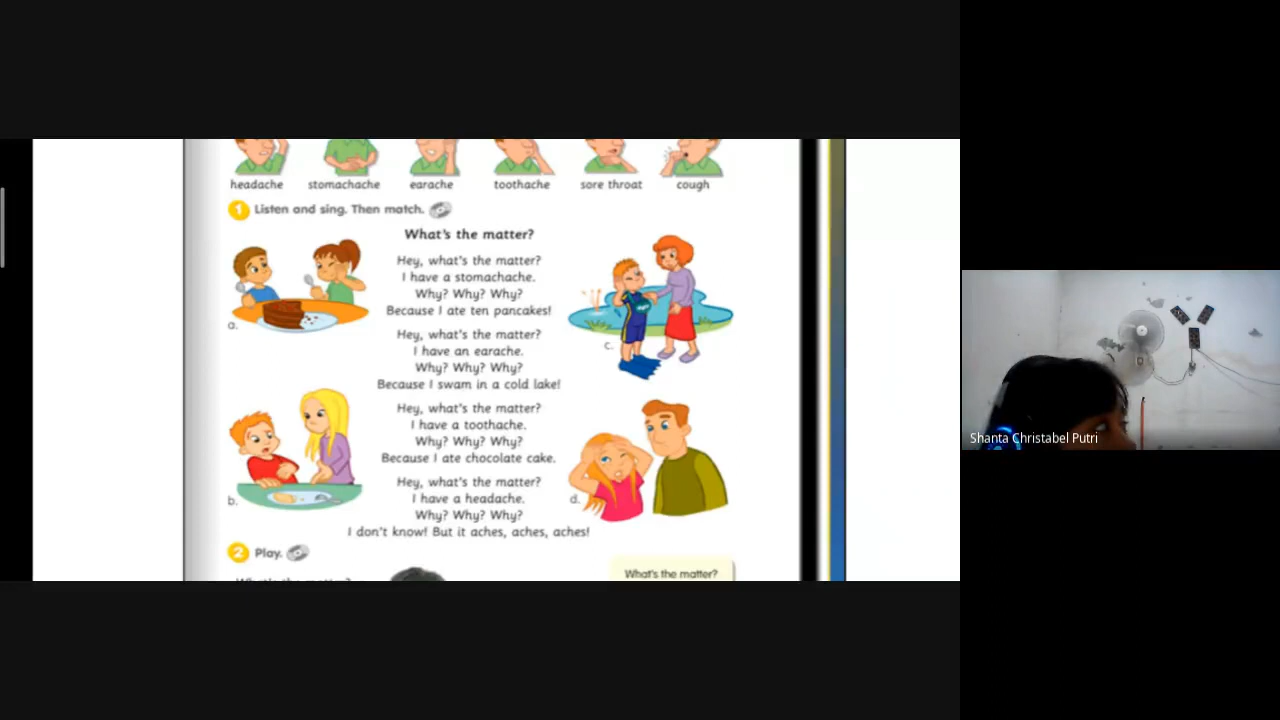 headache stomachache earache toothache sore throat cough
1 Listen and sing. Then match.
What's the matter?
Hey, what's the matter?
I have a stomachache.
Why? Why? Why?
Because I ate ten pancakes!
a.
Hey, what's the matter?
I have an earache.
Why? Why? Why?
Because I swam in a cold lake!
c.
Hey, what's the matter?
I have a toothache.
Why? Why? Why?
Because I ate chocolate cake.
b.
Hey, what's the matter?
I have a headache.
Why? Why? Why?
I don't know! But it aches, aches, aches!
d.
2 Play.
What's the matter?
What's the matter?
Shanta Christabel Putri